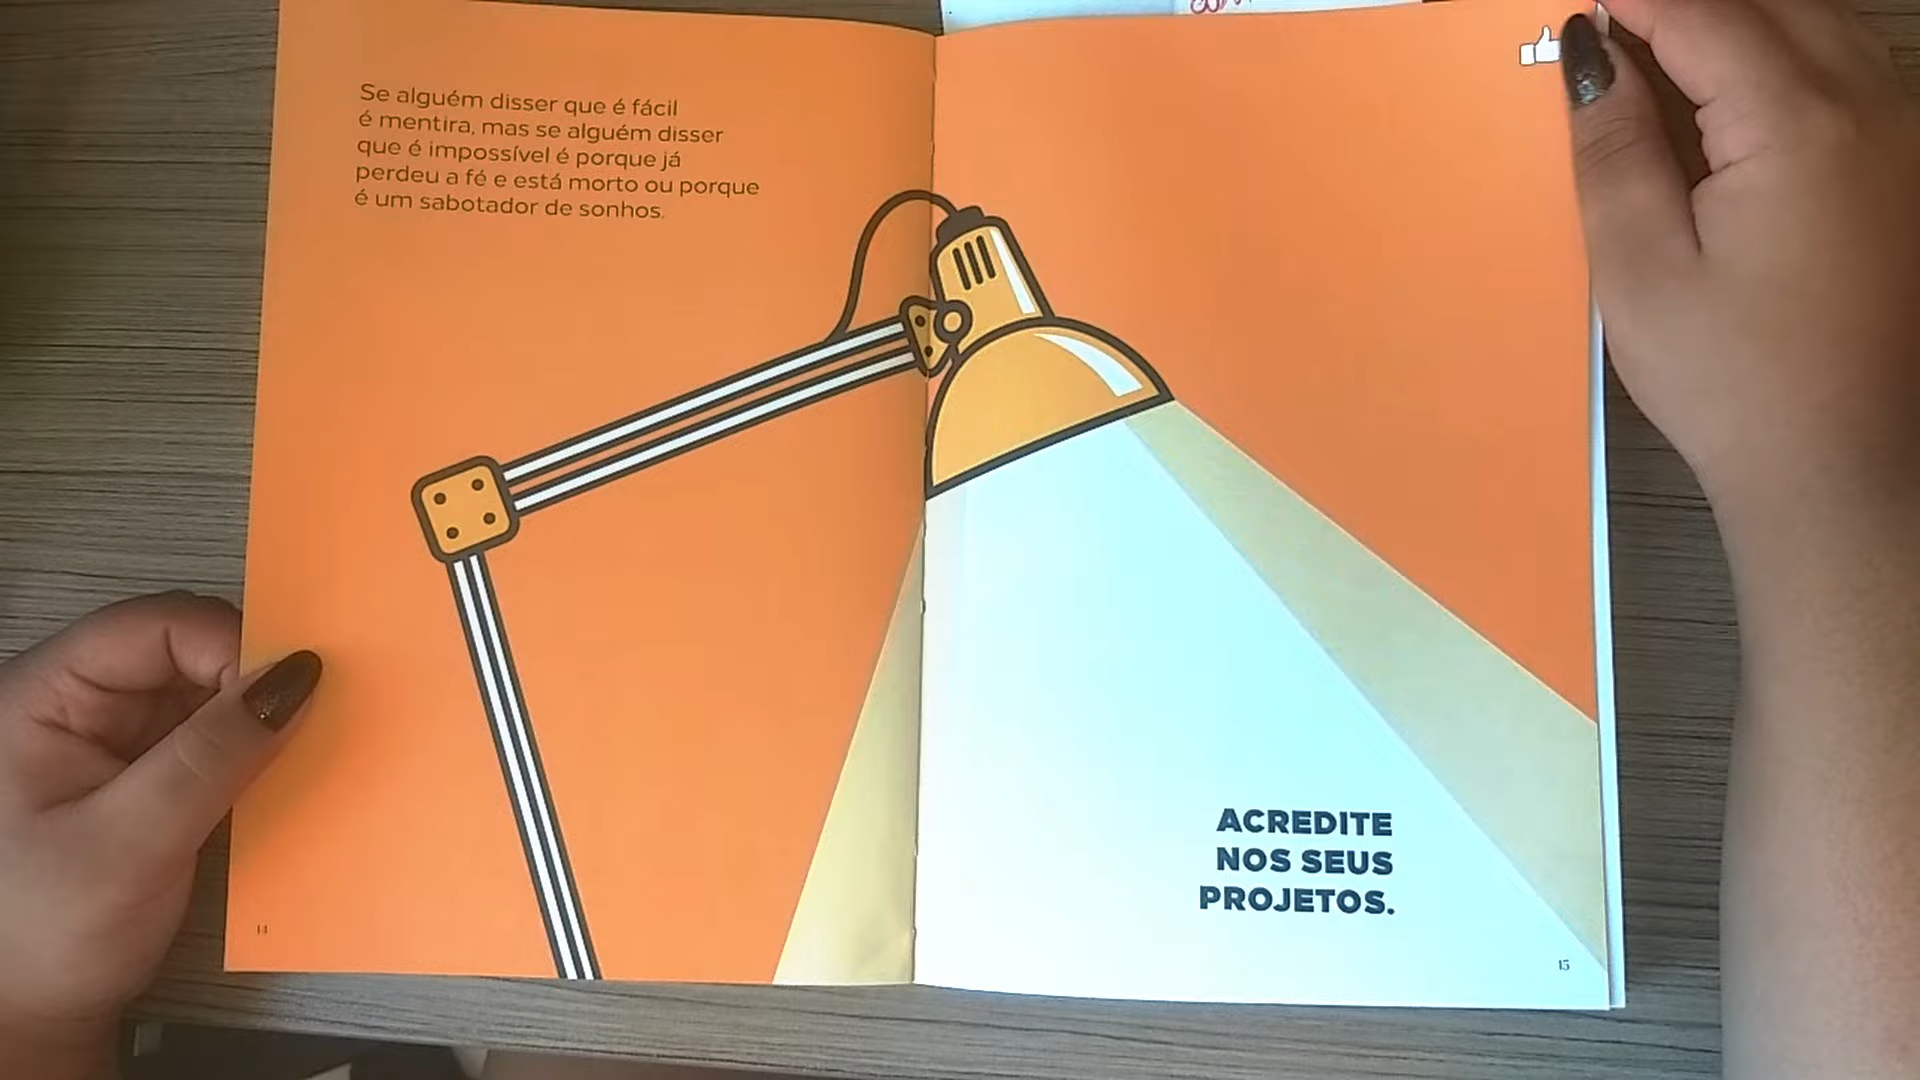 Se alguém disser que é fácil
é mentira, mas se alguém disser
que é impossível é porque já
perdeu a fé e está morto ou porque
é um sabotador de sonhos.
14
ACREDITE
NOS SEUS
PROJETOS.
15